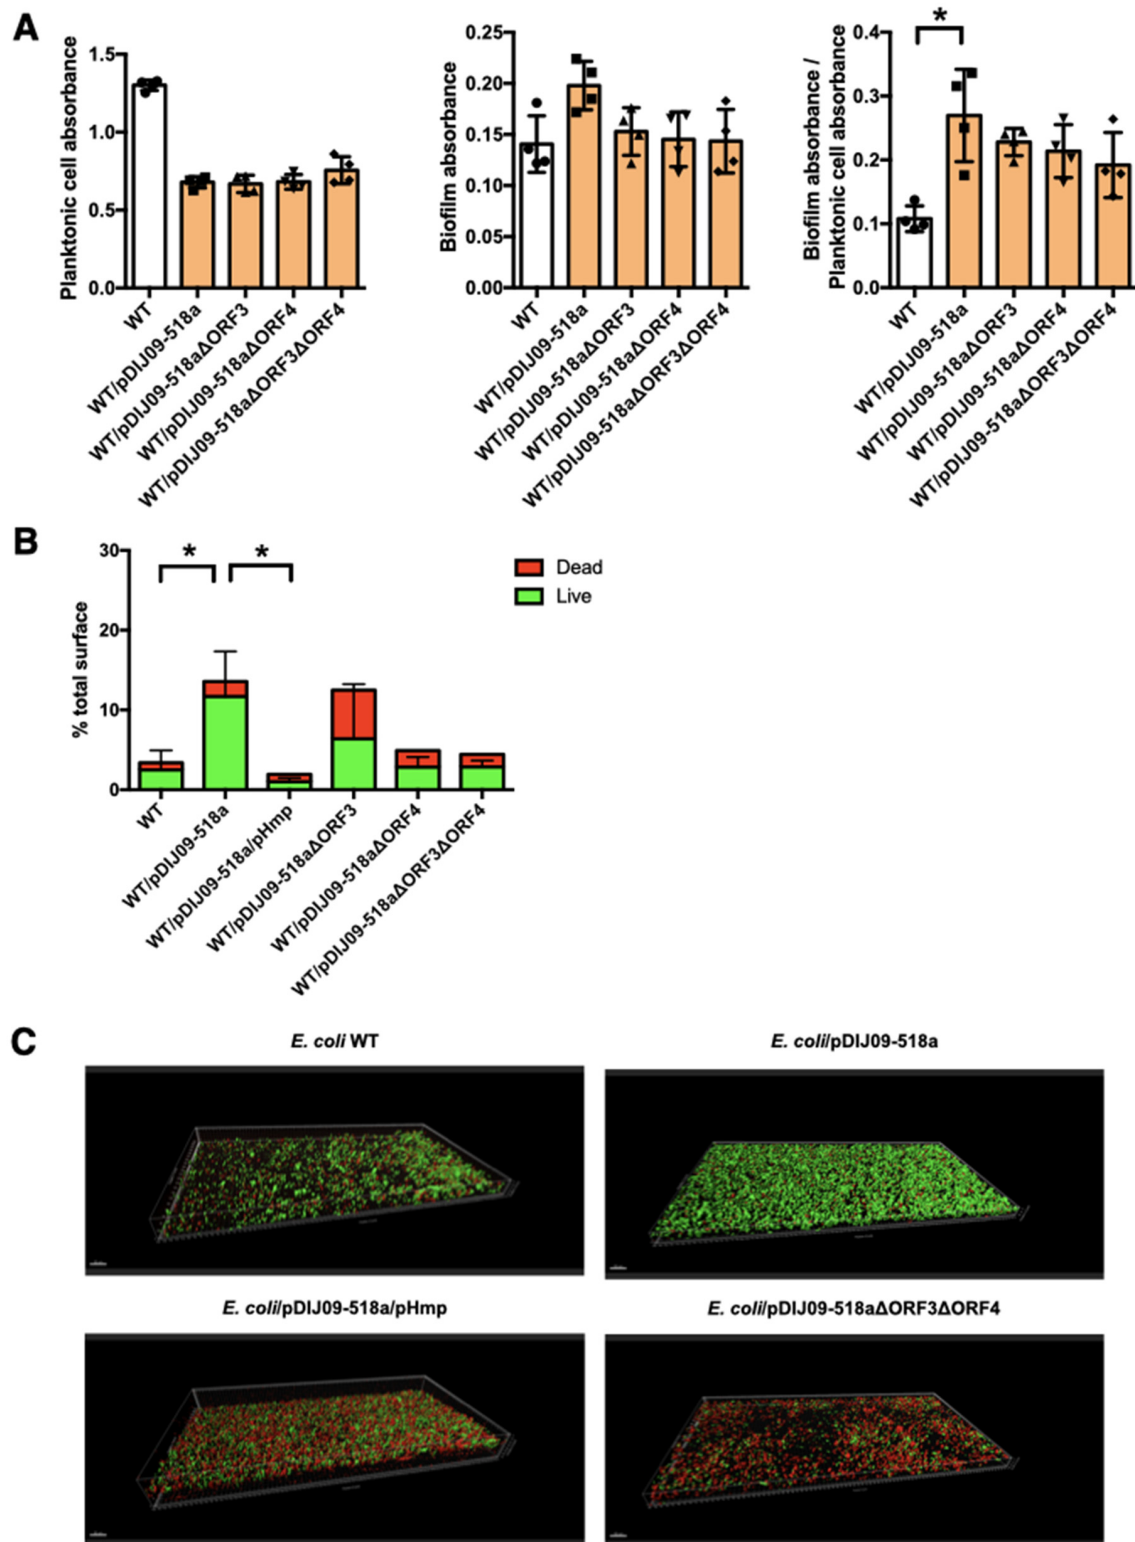 A
Planktonic cell absorbance
1.5
1.0
0.5
0.0
WT
WT/pDIJ09-518a
WT/pDIJ09-518aΔORF3
WT/pDIJ09-518aΔORF4
WT/pDIJ09-518aΔORF3ΔORF4
Biofilm absorbance
0.25
0.20
0.15
0.10
0.05
0.00
WT
WT/pDIJ09-518a
WT/pDIJ09-518aΔORF3
WT/pDIJ09-518aΔORF4
WT/pDIJ09-518aΔORF3ΔORF4
Biofilm absorbance /
Planktonic cell absorbance
0.4
0.3
0.2
0.1
0.0
*
WT
WT/pDIJ09-518a
WT/pDIJ09-518aΔORF3
WT/pDIJ09-518aΔORF4
WT/pDIJ09-518aΔORF3ΔORF4
B
% total surface
30
20
10
0
* *
Dead
Live
WT
WT/pDIJ09-518a
WT/pDIJ09-518a/pHmp
WT/pDIJ09-518aΔORF3
WT/pDIJ09-518aΔORF4
WT/pDIJ09-518aΔORF3ΔORF4
C
E. coli WT
E. coli/pDIJ09-518a
E. coli/pDIJ09-518a/pHmp
E. coli/pDIJ09-518aΔORF3ΔORF4